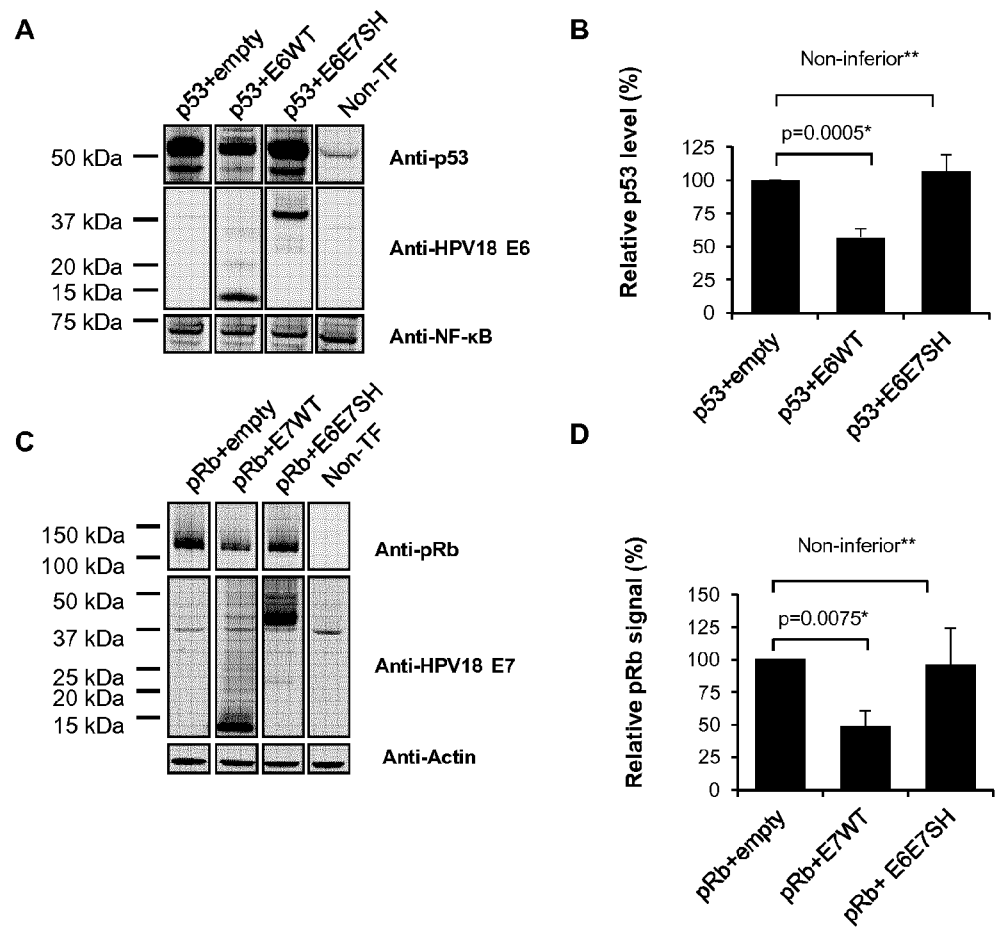 A
p53+empty
p53+E6WT
p53+E6E7SH
Non-TF
50 kDa
Anti-p53
37 kDa
Anti-HPV18 E6
20 kDa
15 kDa
75 kDa
Anti-NF-κB
B
Non-inferior**
p=0.0005*
Relative p53 level (%)
125
100
75
50
25
0
p53+empty
p53+E6WT
p53+E6E7SH
C
pRb+empty
pRb+E7WT
pRb+E6E7SH
Non-TF
150 kDa
Anti-pRb
100 kDa
50 kDa
37 kDa
Anti-HPV18 E7
25 kDa
20 kDa
15 kDa
Anti-Actin
D
Non-inferior**
p=0.0075*
Relative pRb signal (%)
150
125
100
75
50
25
0
pRb+empty
pRb+E7WT
pRb+ E6E7SH